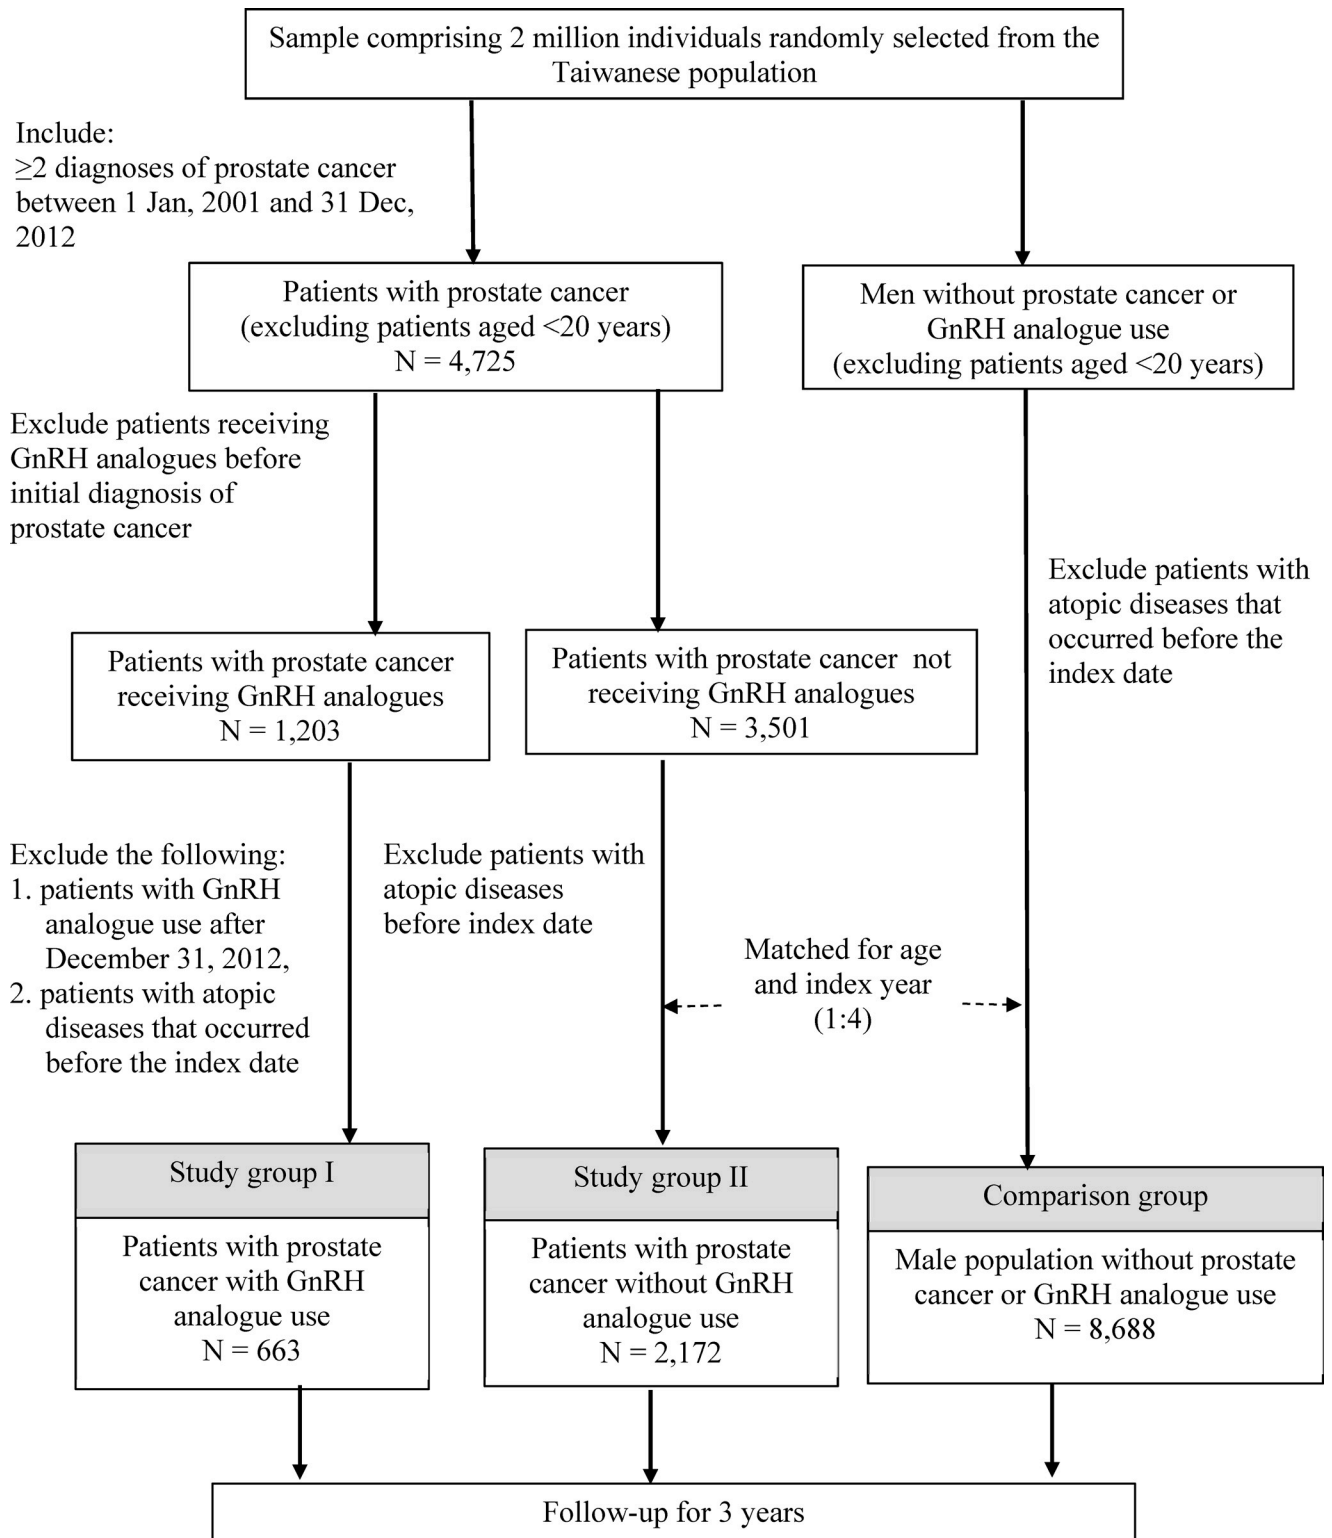 Sample comprising 2 million individuals randomly selected from the
Taiwanese population
Include:
≥2 diagnoses of prostate cancer
between 1 Jan, 2001 and 31 Dec,
2012
Patients with prostate cancer
(excluding patients aged <20 years)
N = 4,725
Men without prostate cancer or
GnRH analogue use
(excluding patients aged <20 years)
Exclude patients receiving
GnRH analogues before
initial diagnosis of
prostate cancer
Exclude patients with
atopic diseases that
occurred before the
index date
Patients with prostate cancer
receiving GnRH analogues
N = 1,203
Patients with prostate cancer not
receiving GnRH analogues
N = 3,501
Exclude the following:
1. patients with GnRH
analogue use after
December 31, 2012,
2. patients with atopic
diseases that occurred
before the index date
Exclude patients with
atopic diseases
before index date
Matched for age
and index year
(1:4)
Study group I
Patients with prostate
cancer with GnRH
analogue use
N = 663
Study group II
Patients with prostate
cancer without GnRH
analogue use
N = 2,172
Comparison group
Male population without prostate
cancer or GnRH analogue use
N = 8,688
Follow-up for 3 years